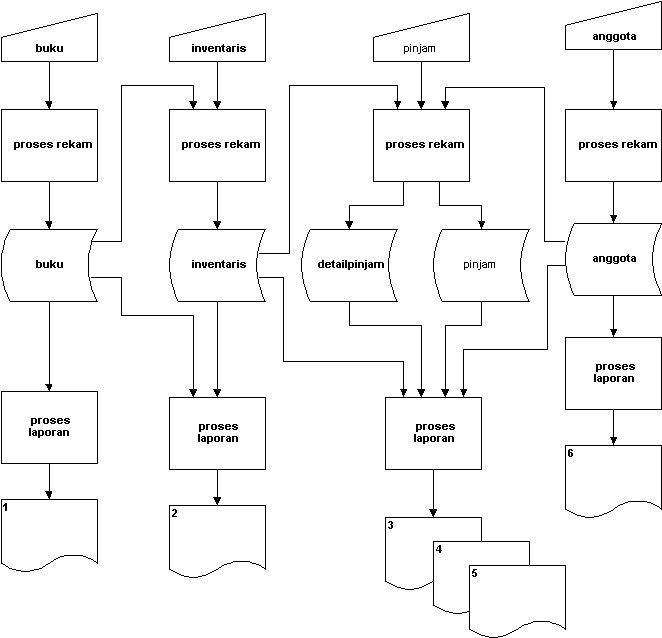 buku
inventaris
pinjam
anggota
proses rekam
proses rekam
proses rekam
proses rekam
buku
inventaris
detailpinjam
pinjam
anggota
proses
laporan
proses
laporan
proses
laporan
proses
laporan
1
2
3
4
5
6